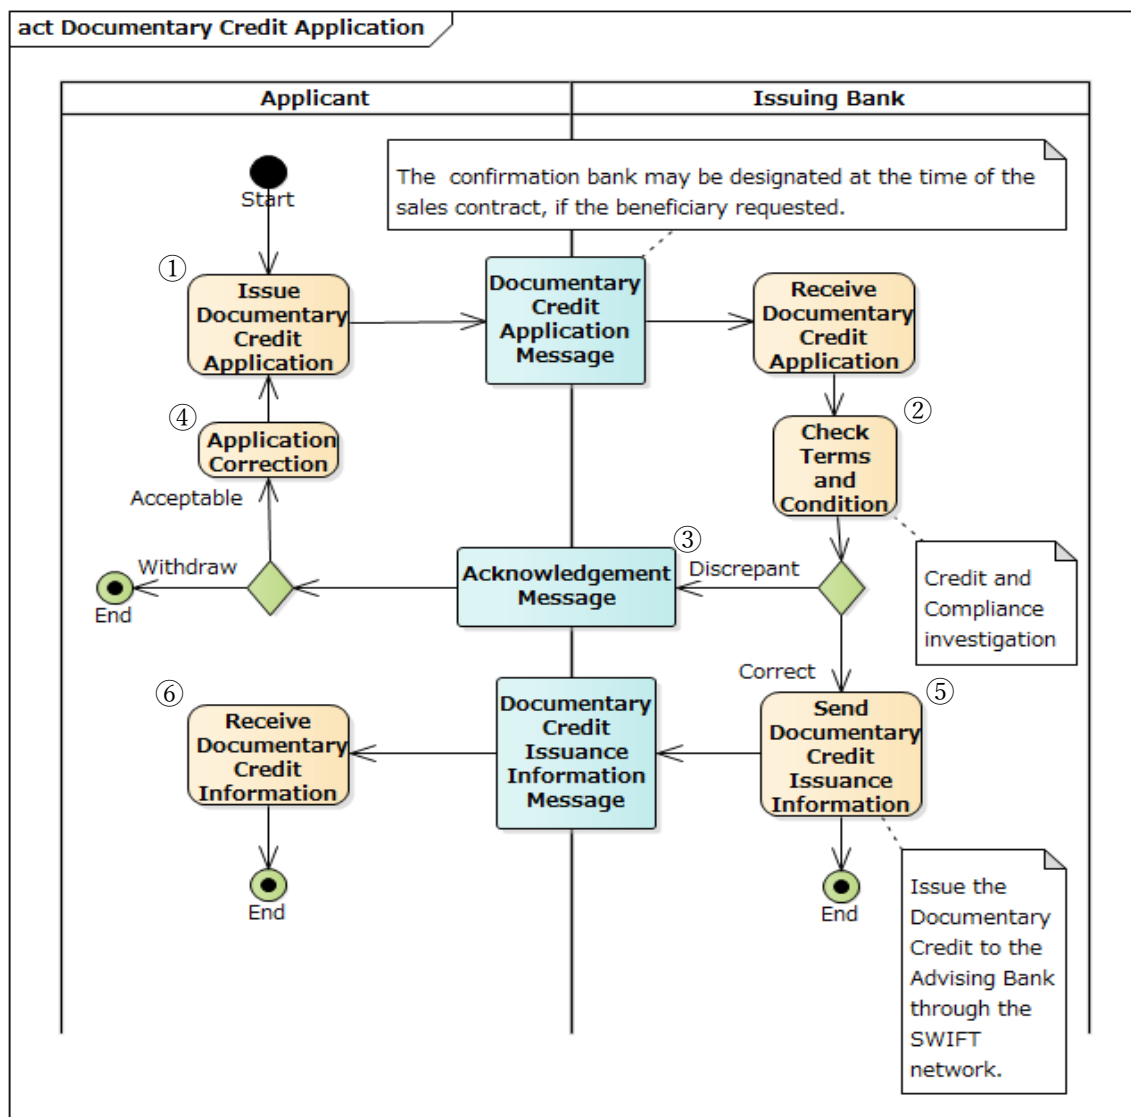 act Documentary Credit Application
Applicant
Issuing Bank
Start
The confirmation bank may be designated at the time of the
sales contract, if the beneficiary requested.
①
Issue
Documentary
Credit
Application
Documentary
Credit
Application
Message
Receive
Documentary
Credit
Application
④
Application
Correction
②
Check
Terms
and
Condition
Acceptable
Withdraw
End
③
Acknowledgement
Message
Discrepant
Credit and
Compliance
investigation
Correct
⑥
Receive
Documentary
Credit
Information
Documentary
Credit
Issuance
Information
Message
⑤
Send
Documentary
Credit
Issuance
Information
End
End
Issue the
Documentary
Credit to the
Advising Bank
through the
SWIFT
network.